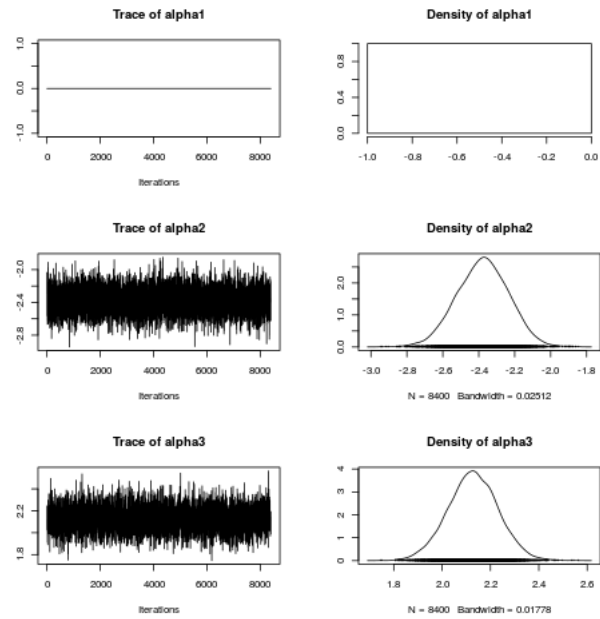 Trace of alpha1
Density of alpha1
1.0
0.0
-1.0
0 2000 4000 6000 8000
Iterations
0.8
0.4
0.0
-1.0 -0.8 -0.6 -0.4 -0.2 0.0
Trace of alpha2
Density of alpha2
-2.0
-2.4
-2.8
0 2000 4000 6000 8000
Iterations
2.0
1.0
0.0
-3.0 -2.8 -2.6 -2.4 -2.2 -2.0 -1.8
N = 8400 Bandwidth = 0.02512
Trace of alpha3
Density of alpha3
2.2
1.8
0 2000 4000 6000 8000
Iterations
4
3
2
1
0
1.8 2.0 2.2 2.4 2.6
N = 8400 Bandwidth = 0.01778